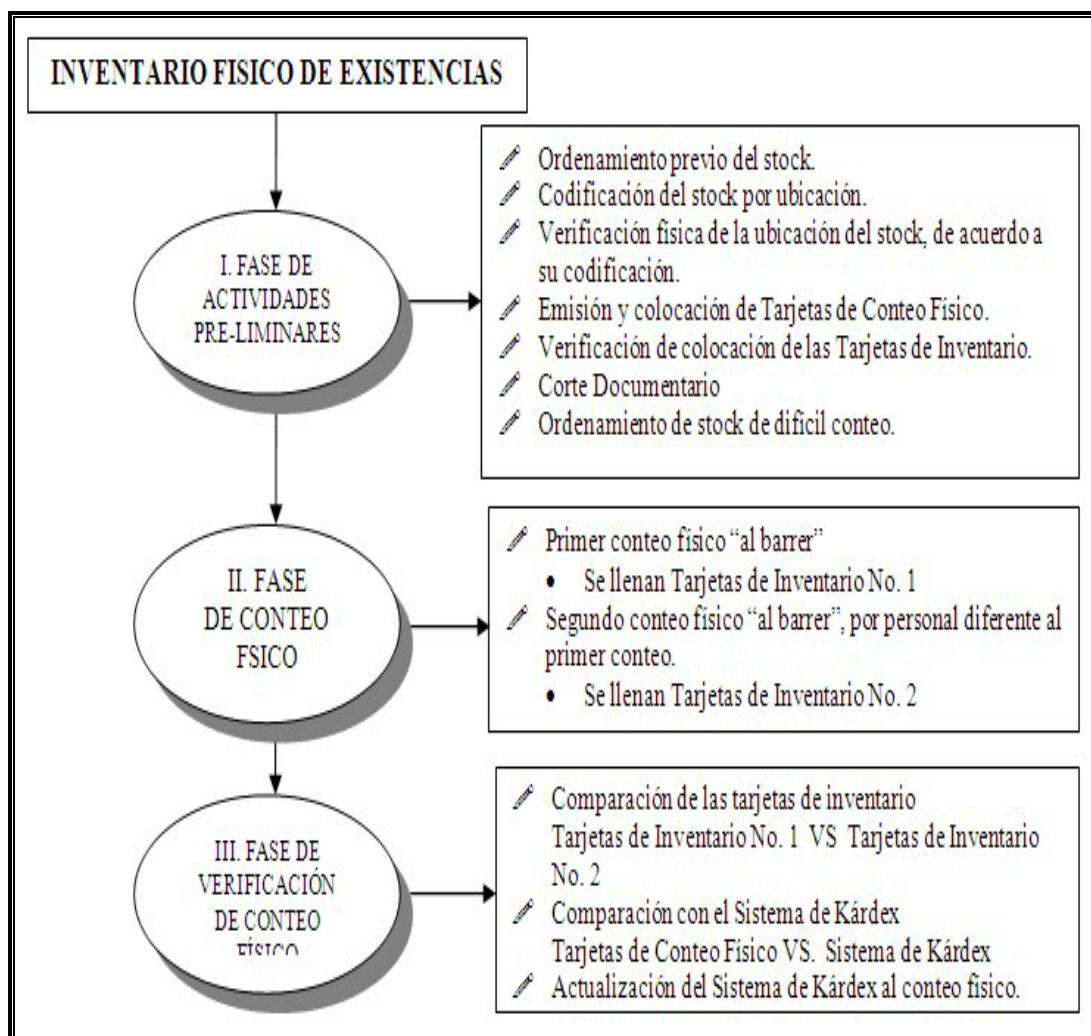 INVENTARIO FISICO DE EXISTENCIAS
I. FASE DE
ACTIVIDADES
PRE-LIMINARES
Ordenamiento previo del stock.
Codificación del stock por ubicación.
Verificación física de la ubicación del stock, de acuerdo a
su codificación.
Emisión y colocación de Tarjetas de Conteo Físico.
Verificación de colocación de las Tarjetas de Inventario.
Corte Documentario
Ordenamiento de stock de difícil conteo.
II. FASE
DE CONTEO
FSICO
Primer conteo físico “al barrer”
• Se llenan Tarjetas de Inventario No. 1
Segundo conteo físico “al barrer”, por personal diferente al
primer conteo.
• Se llenan Tarjetas de Inventario No. 2
III. FASE DE
VERIFICACIÓN
DE CONTEO
FÍSICO
Comparación de las tarjetas de inventario
Tarjetas de Inventario No. 1 VS Tarjetas de Inventario
No. 2
Comparación con el Sistema de Kárdex
Tarjetas de Conteo Físico VS. Sistema de Kárdex
Actualización del Sistema de Kárdex al conteo físico.